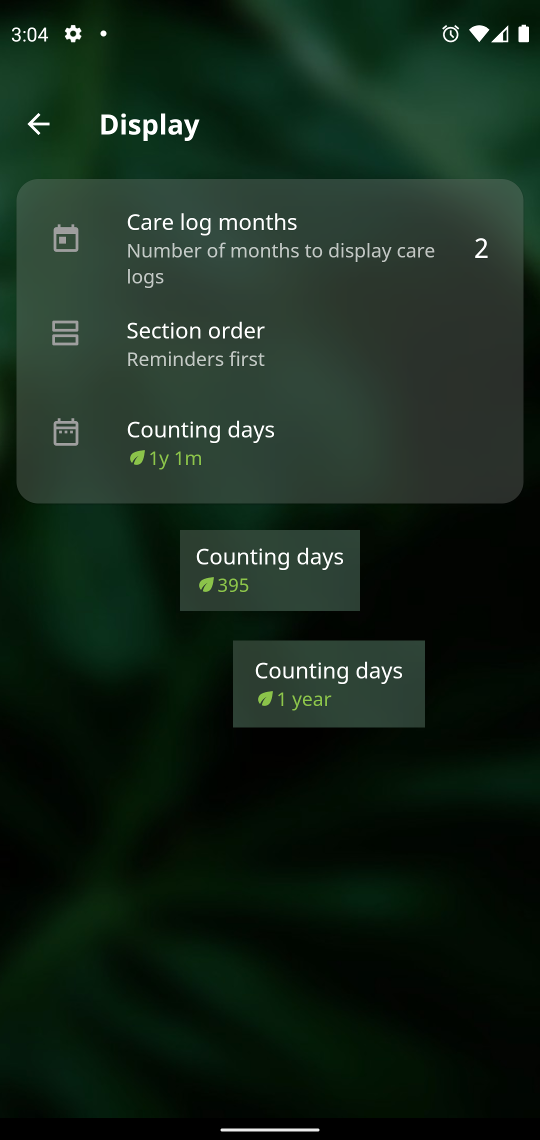 3:04
Display
Care log months
Number of months to display care
logs
2
Section order
Reminders first
Counting days
1y 1m
Counting days
395
Counting days
1 year